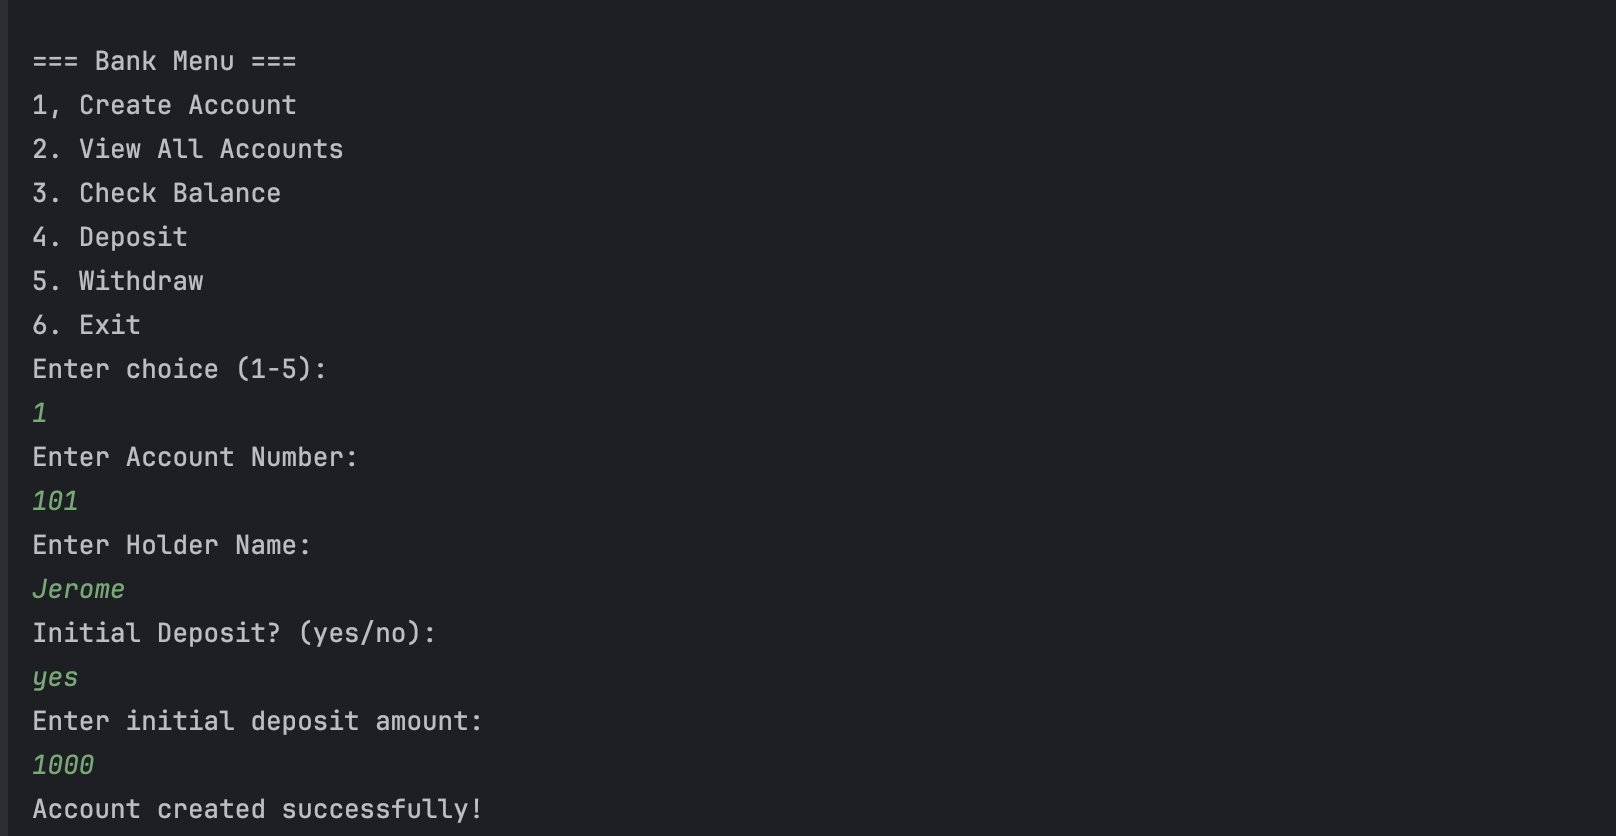 === Bank Menu ===
1, Create Account
2. View All Accounts
3. Check Balance
4. Deposit
5. Withdraw
6. Exit
Enter choice (1-5):
1
Enter Account Number:
101
Enter Holder Name:
Jerome
Initial Deposit? (yes/no):
yes
Enter initial deposit amount:
1000
Account created successfully!